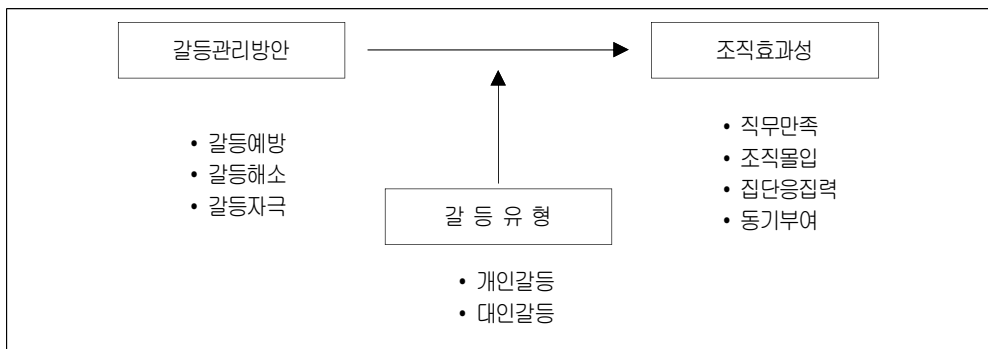 갈등관리방안
조직효과성
• 갈등예방
• 갈등해소
• 갈등자극
• 직무만족
• 조직몰입
• 집단응집력
• 동기부여
갈 등 유 형
• 개인갈등
• 대인갈등